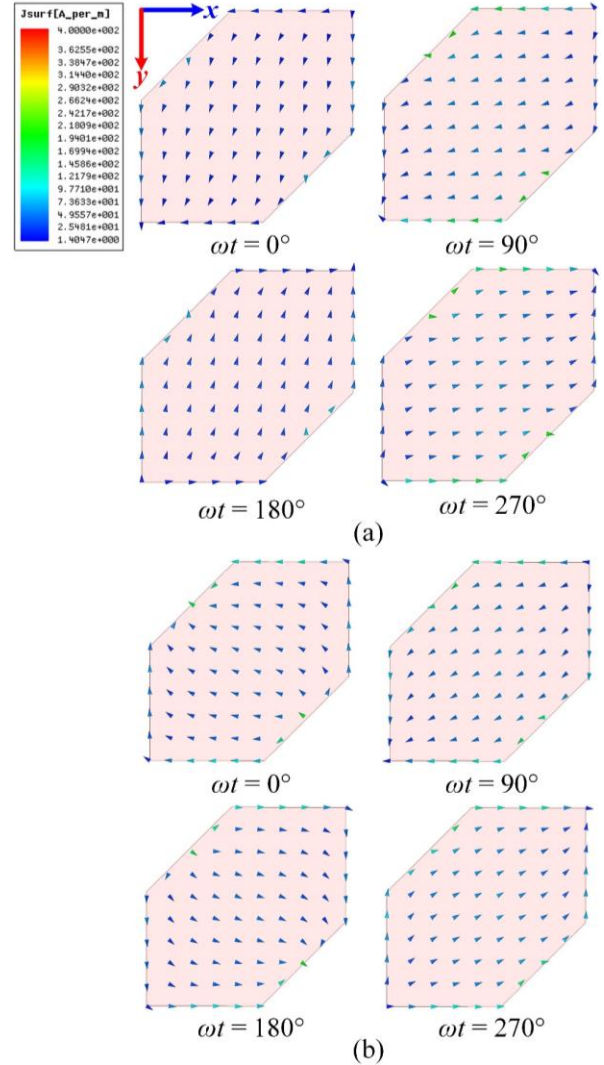 Jsurf[A_per_m]
4.0000e+002
3.6255e+002
3.3847e+002
3.1440e+002
2.9032e+002
2.6624e+002
2.4217e+002
2.1809e+002
1.9401e+002
1.6994e+002
1.4586e+002
1.2179e+002
9.7710e+001
7.3633e+001
4.9557e+001
2.5481e+001
1.4047e+000
x
y
ωt = 0° ωt = 90°
ωt = 180° ωt = 270°
(a)
ωt = 0° ωt = 90°
ωt = 180° ωt = 270°
(b)